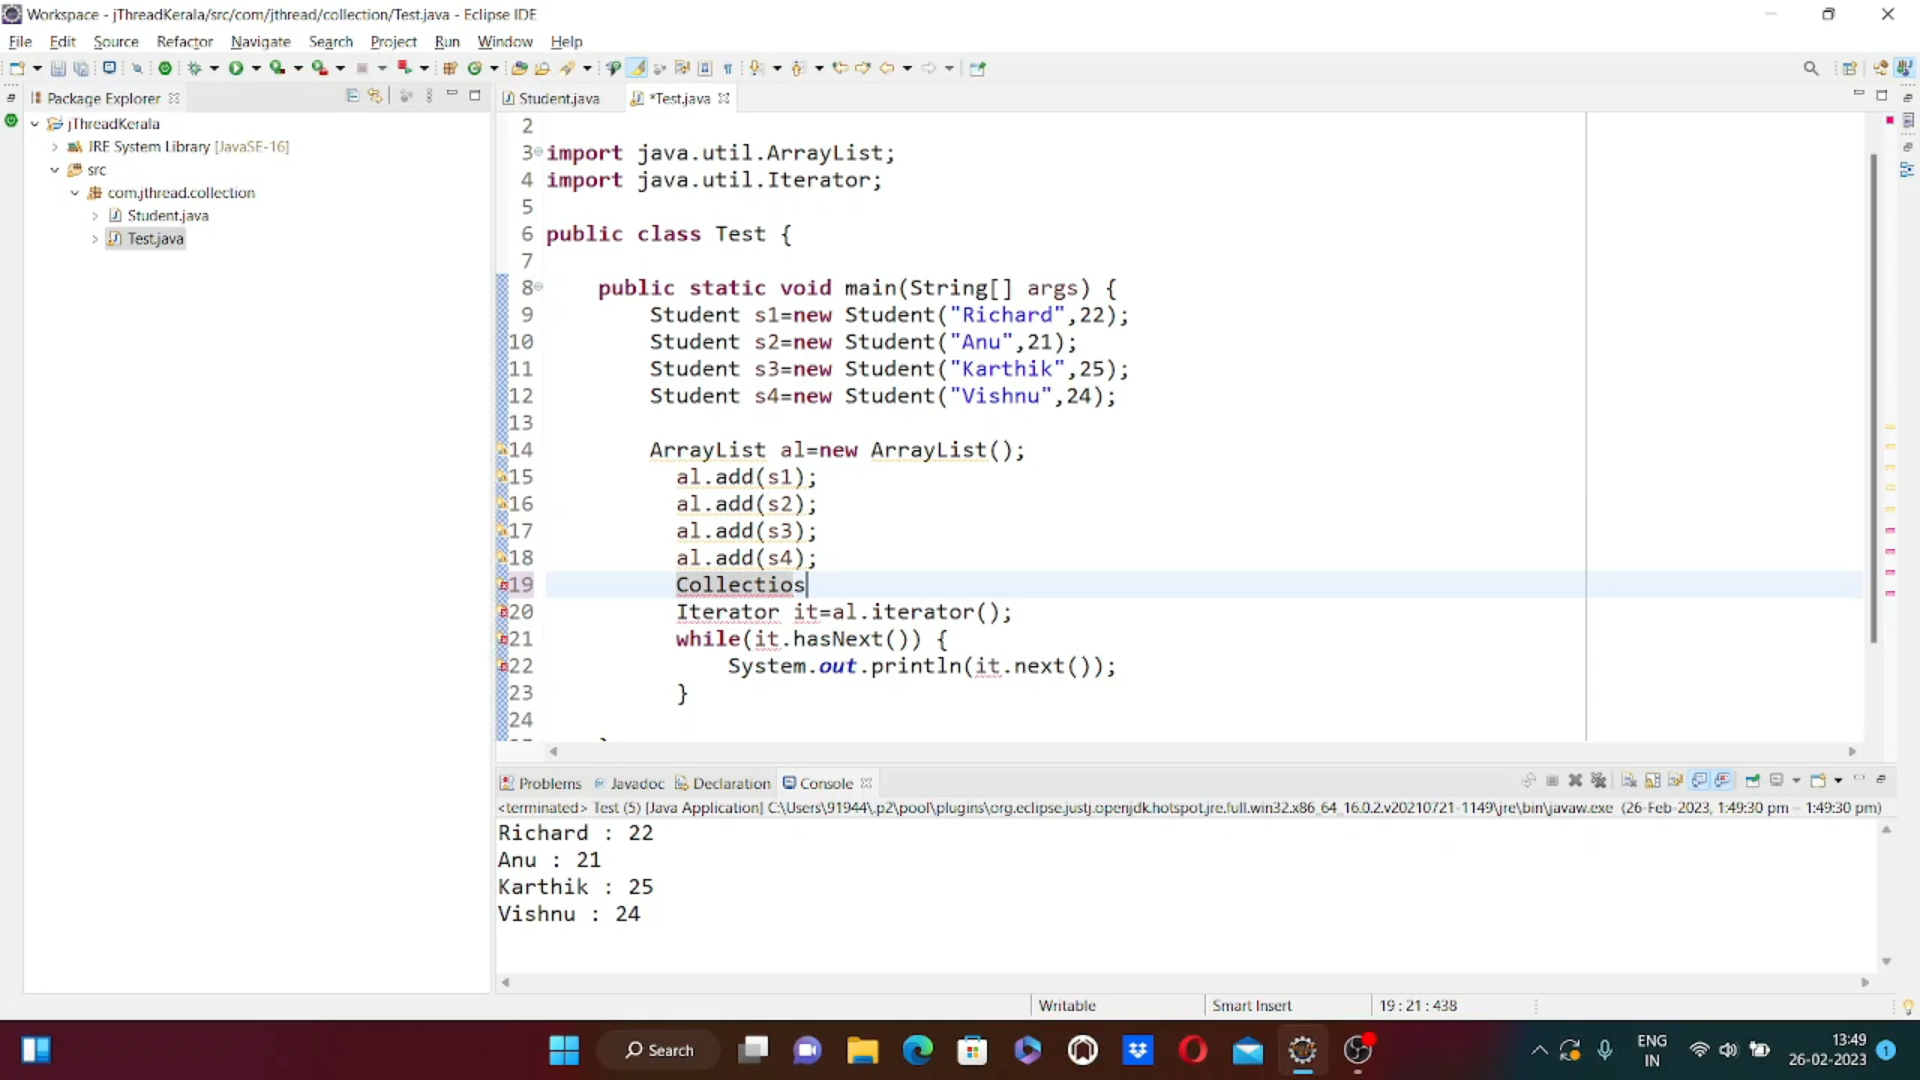 Workspace - jThreadKerala/src/com/jthread/collection/Test.java - Eclipse IDE
File Edit Source Refactor Navigate Search Project Run Window Help
Package Explorer
Student.java
*Test.java
jThreadKerala
JRE System Library [JavaSE-16]
src
com.jthread.collection
Student.java
Test.java
2
3 import java.util.ArrayList;
4 import java.util.Iterator;
5
6 public class Test {
7
8 public static void main(String[] args) {
9 Student s1=new Student("Richard",22);
10 Student s2=new Student("Anu",21);
11 Student s3=new Student("Karthik",25);
12 Student s4=new Student("Vishnu",24);
13
14 ArrayList al=new ArrayList();
15 al.add(s1);
16 al.add(s2);
17 al.add(s3);
18 al.add(s4);
19 Collectios
20 Iterator it=al.iterator();
21 while(it.hasNext()) {
22 System.out.println(it.next());
23 }
24
Problems Javadoc Declaration Console
<terminated> Test (5) [Java Application] C:\Users\91944\.p2\pool\plugins\org.eclipse.justj.openjdk.hotspot.jre.full.win32.x86_64_16.0.2.v20210721-1149\jre\bin\javaw.exe (26-Feb-2023, 1:49:30 pm – 1:49:30 pm)
Richard : 22
Anu : 21
Karthik : 25
Vishnu : 24
Writable
Smart Insert
19 : 21 : 438
Search
ENG
IN
13:49
26-02-2023
1